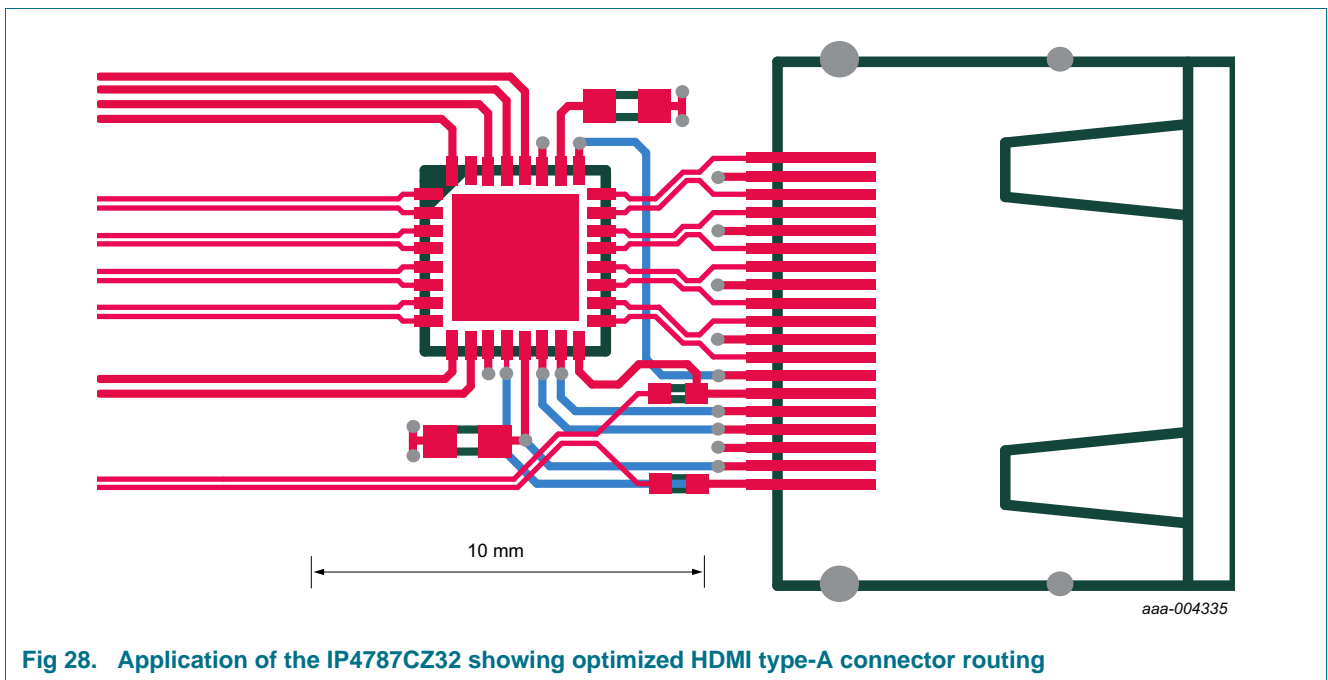 10 mm
aaa-004335
Fig 28. Application of the IP4787CZ32 showing optimized HDMI type-A connector routing